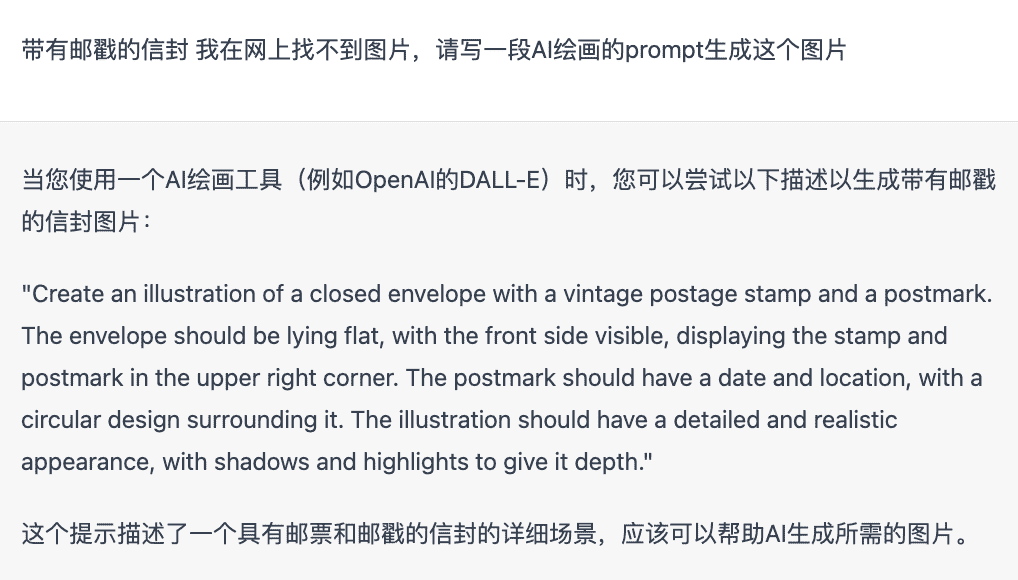 带有邮戳的信封 我在网上找不到图片，请写一段AI绘画的prompt生成这个图片
当您使用一个AI绘画工具（例如OpenAI的DALL-E）时，您可以尝试以下描述以生成带有邮戳
的信封图片：
"Create an illustration of a closed envelope with a vintage postage stamp and a postmark.
The envelope should be lying flat, with the front side visible, displaying the stamp and
postmark in the upper right corner. The postmark should have a date and location, with a
circular design surrounding it. The illustration should have a detailed and realistic
appearance, with shadows and highlights to give it depth."
这个提示描述了一个具有邮票和邮戳的信封的详细场景，应该可以帮助AI生成所需的图片。